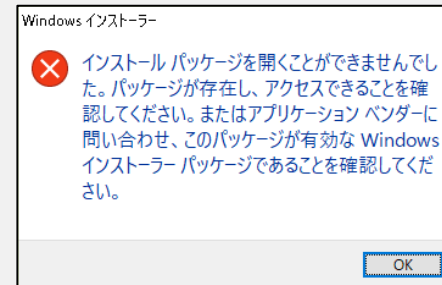 Windows インストーラー
インストール パッケージを開くことができませんでし
た。パッケージが存在し、アクセスできることを確
認してください。またはアプリケーション ベンダーに
問い合わせ、このパッケージが有効な Windows
インストーラー パッケージであることを確認してくだ
さい。
OK